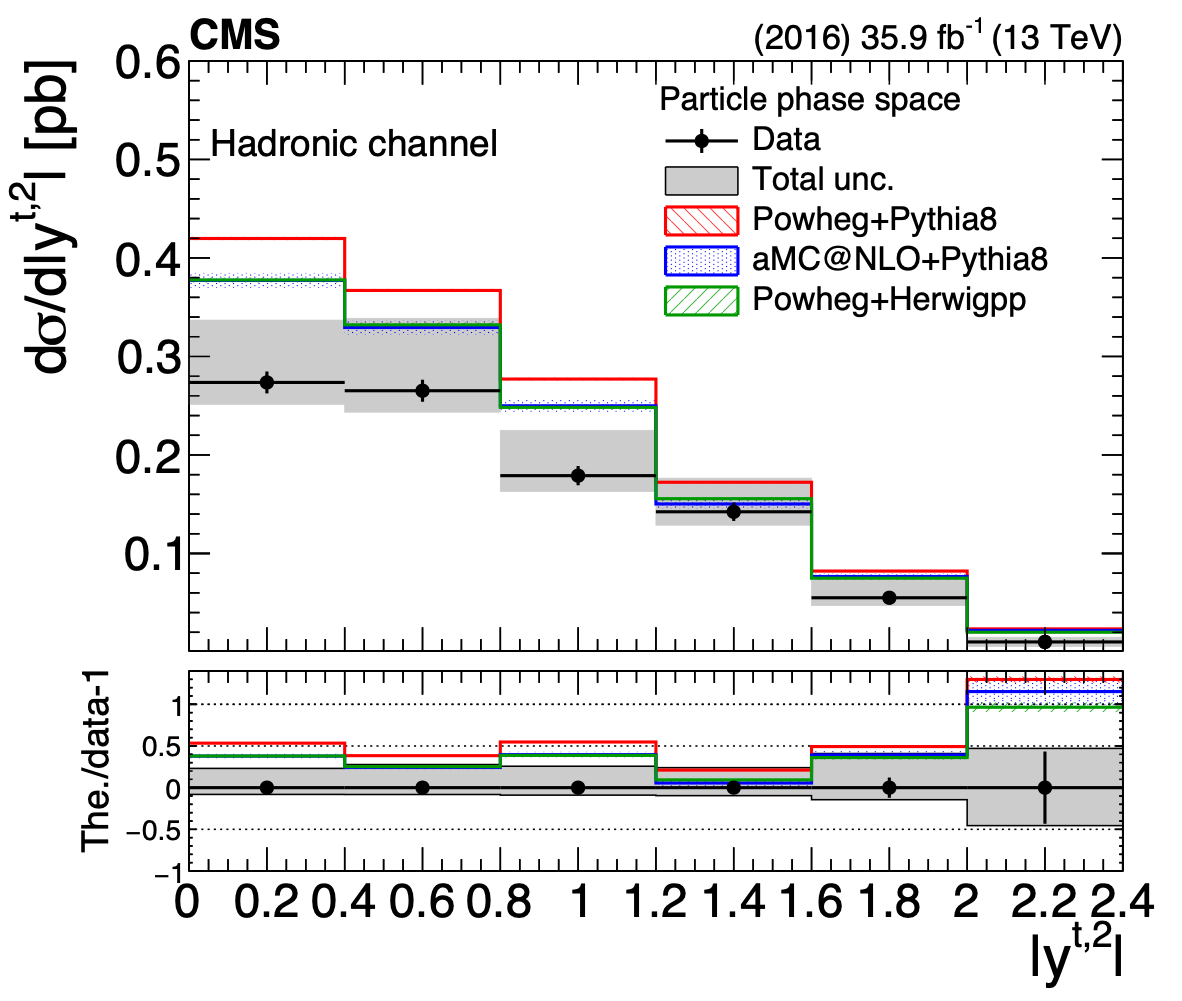 CMS (2016) 35.9 fb⁻¹ (13 TeV)
dσ/d|y^{t,2}| [pb]
0.6
0.5
0.4
0.3
0.2
0.1
Hadronic channel
Particle phase space
Data
Total unc.
Powheg+Pythia8
aMC@NLO+Pythia8
Powheg+Herwigpp
The./data-1
1
0.5
0
−0.5
−1
0 0.2 0.4 0.6 0.8 1 1.2 1.4 1.6 1.8 2 2.2 2.4
|y^{t,2}|